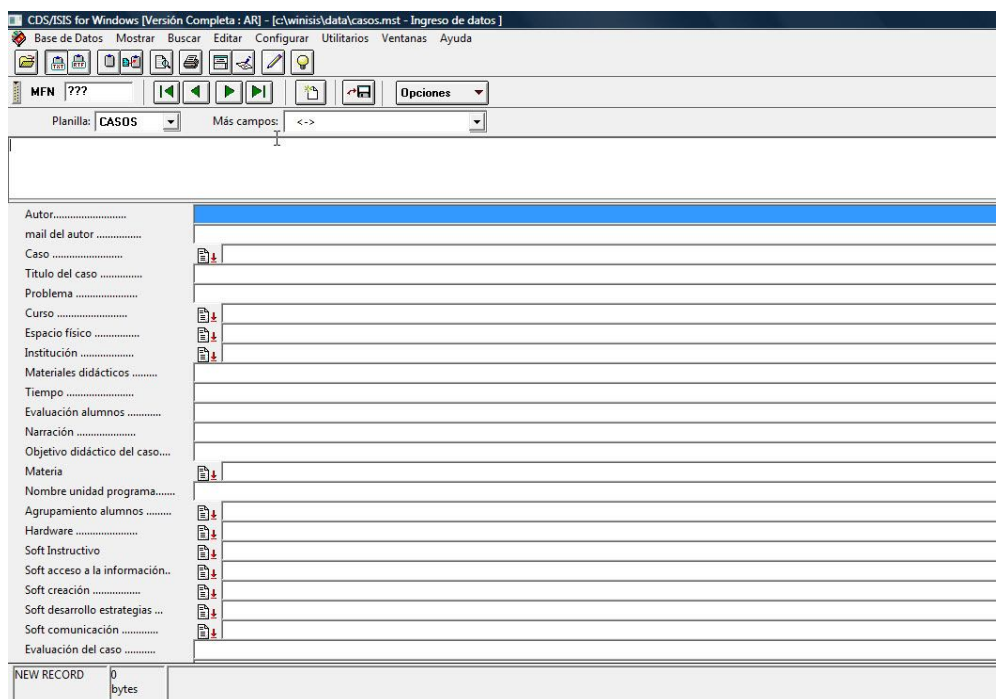 CDS/ISIS for Windows [Versión Completa : AR] - [c:\winisis\data\casos.mst - Ingreso de datos ]
Base de Datos Mostrar Buscar Editar Configurar Utilitarios Ventanas Ayuda
MFN ??? Opciones
Planilla: CASOS Más campos: <->
Autor..........................
mail del autor ................
Caso .........................
Titulo del caso ...............
Problema ......................
Curso .........................
Espacio físico ................
Institución ...................
Materiales didácticos .........
Tiempo ........................
Evaluación alumnos ............
Narración .....................
Objetivo didáctico del caso....
Materia
Nombre unidad programa.......
Agrupamiento alumnos .........
Hardware ......................
Soft Instructivo
Soft acceso a la información..
Soft creación .................
Soft desarrollo estrategias ...
Soft comunicación .............
Evaluación del caso ...........
NEW RECORD 0
bytes